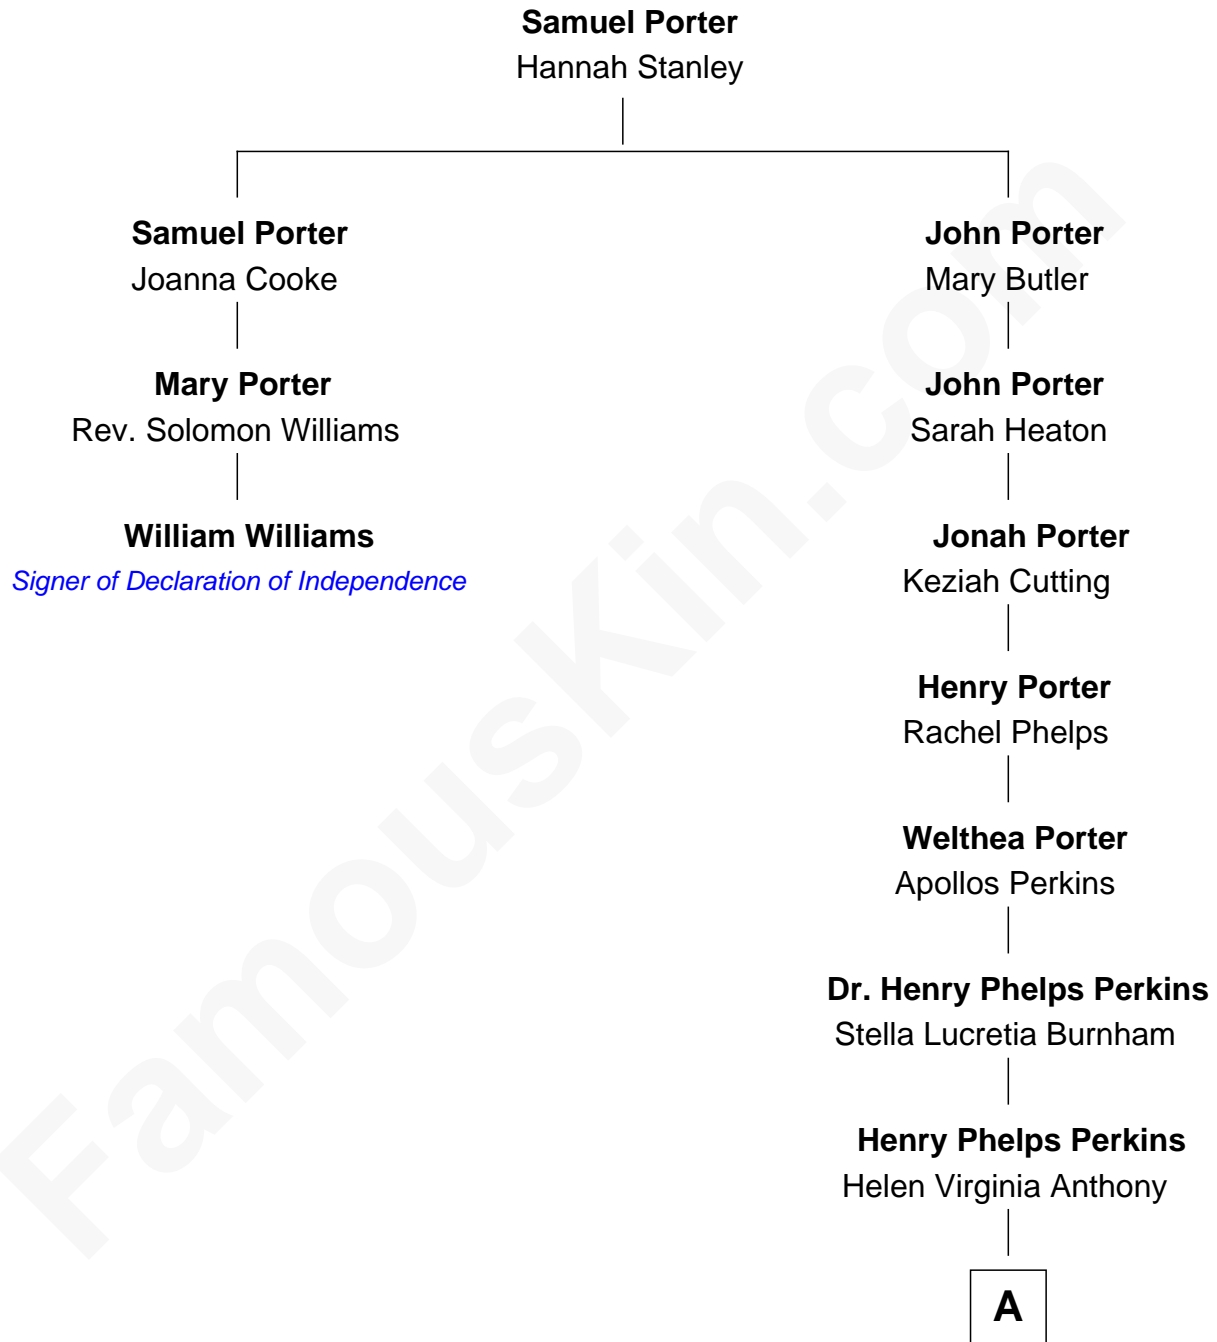 Samuel Porter
Hannah Stanley
Samuel Porter
Joanna Cooke
John Porter
Mary Butler
Mary Porter
Rev. Solomon Williams
John Porter
Sarah Heaton
William Williams
Signer of Declaration of Independence
Jonah Porter
Keziah Cutting
Henry Porter
Rachel Phelps
Welthea Porter
Apollos Perkins
Dr. Henry Phelps Perkins
Stella Lucretia Burnham
Henry Phelps Perkins
Helen Virginia Anthony
A
FamousKin.com